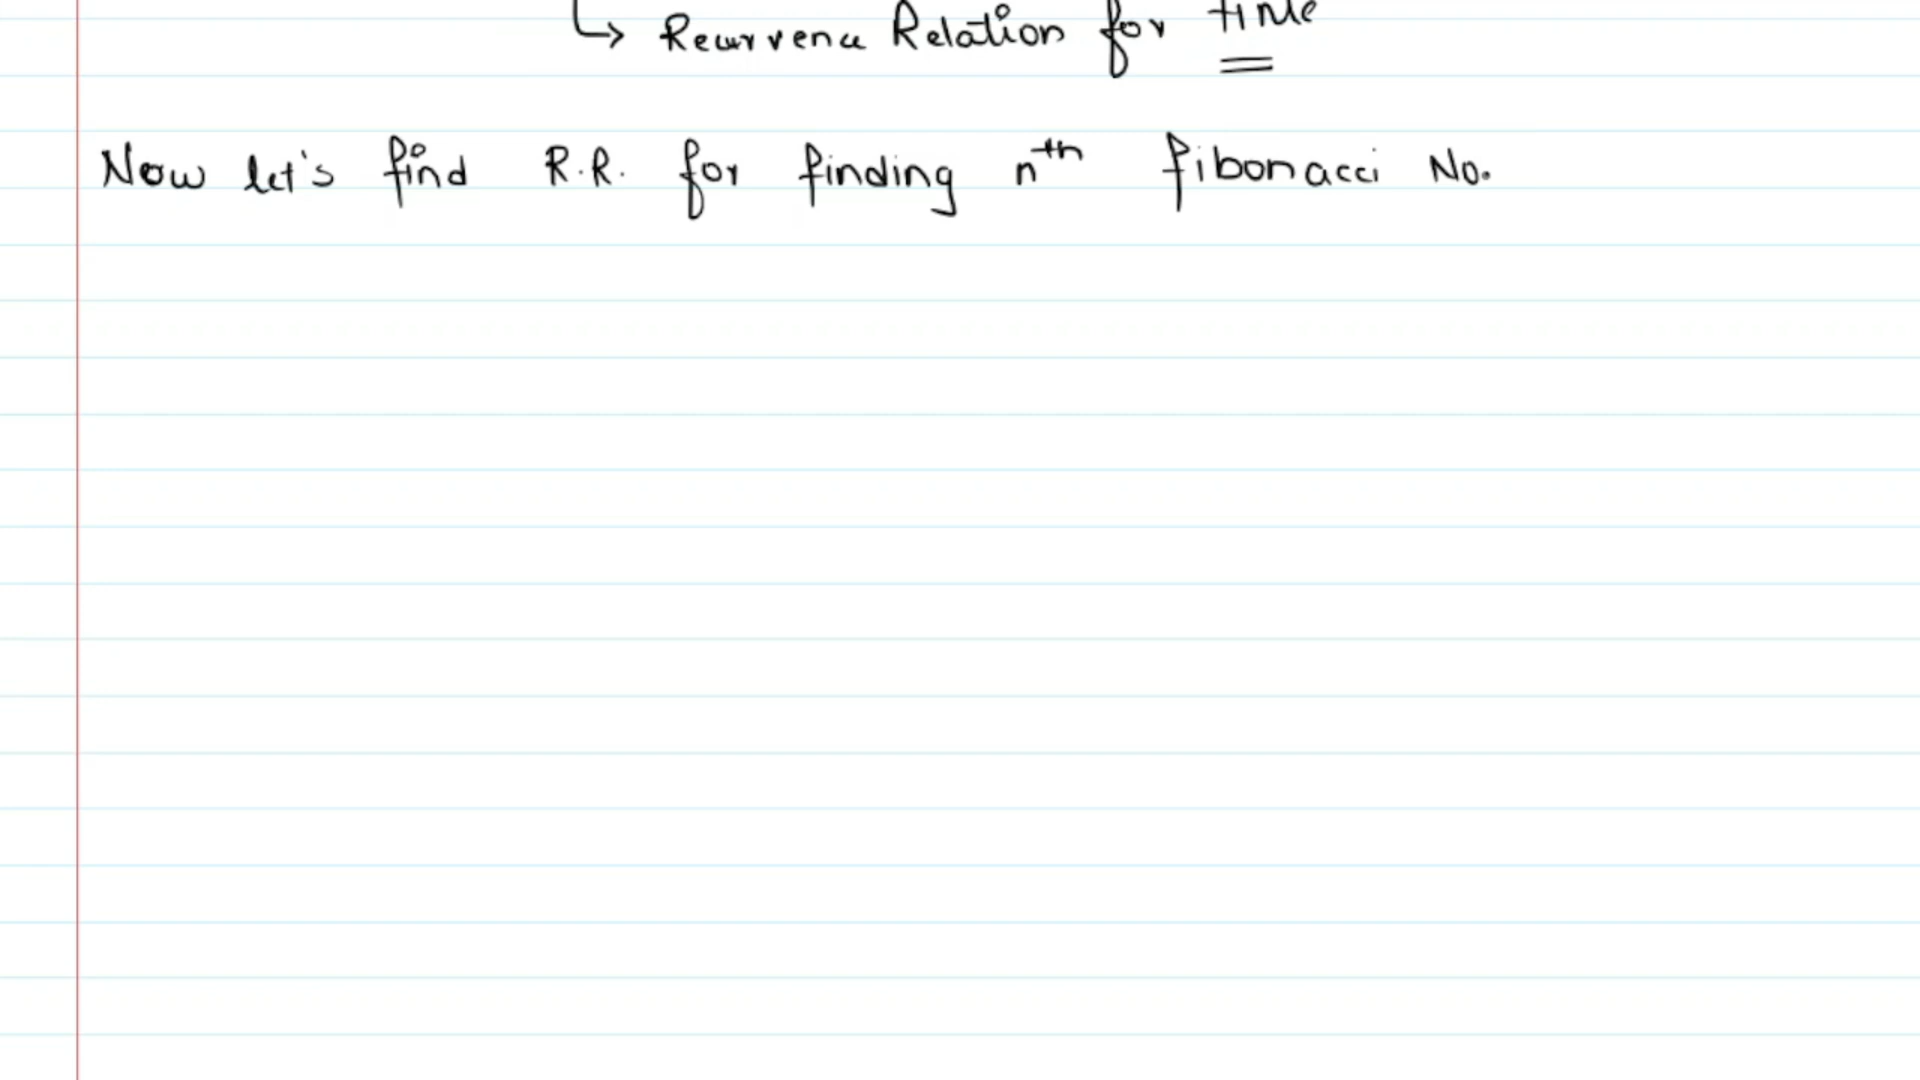 ↳ Recurrence Relation for time
Now let's find R.R. for finding nth fibonacci No.